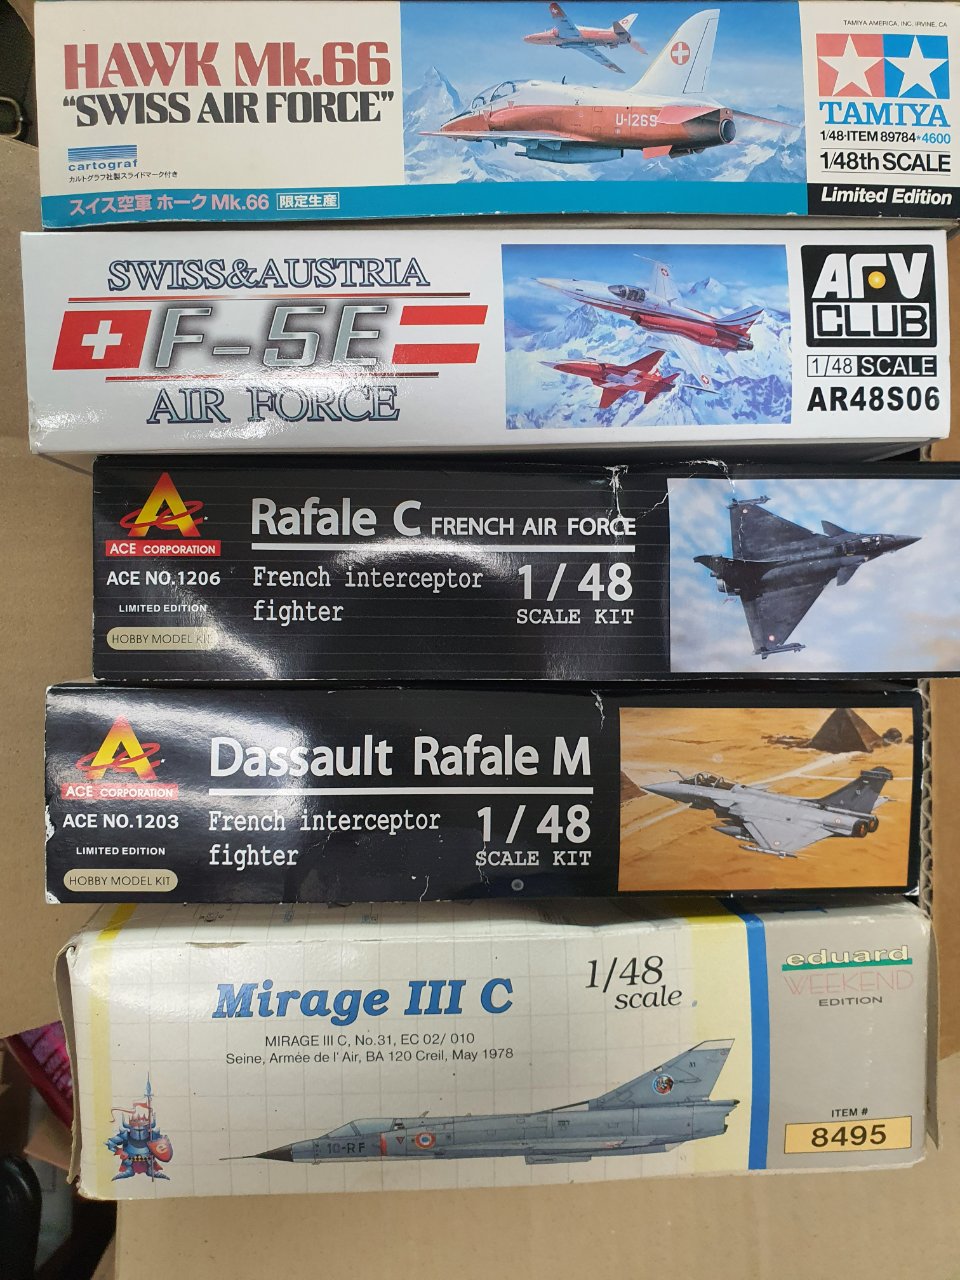 HAWK Mk.66
"SWISS AIR FORCE"
cartograf
カルトグラフ社製スライドマーク付き
スイス空軍 ホーク Mk.66 限定生産
U-1269
TAMIYA AMERICA, INC. IRVINE, CA
TAMIYA
1/48·ITEM 89784★4600
1/48th SCALE
Limited Edition
SWISS&AUSTRIA
F-5E
AIR FORCE
AFV
CLUB
1/48 SCALE
AR48S06
A
ACE CORPORATION
ACE NO.1206
LIMITED EDITION
HOBBY MODEL KIT
Rafale C FRENCH AIR FORCE
French interceptor
fighter
1/48
SCALE KIT
A
ACE CORPORATION
ACE NO.1203
LIMITED EDITION
HOBBY MODEL KIT
Dassault Rafale M
French interceptor
fighter
1/48
SCALE KIT
Mirage III C
1/48
scale
MIRAGE III C, No.31, EC 02/ 010
Seine, Armée de l' Air, BA 120 Creil, May 1978
10-RF
31
eduard
WEEKEND
EDITION
ITEM #
8495